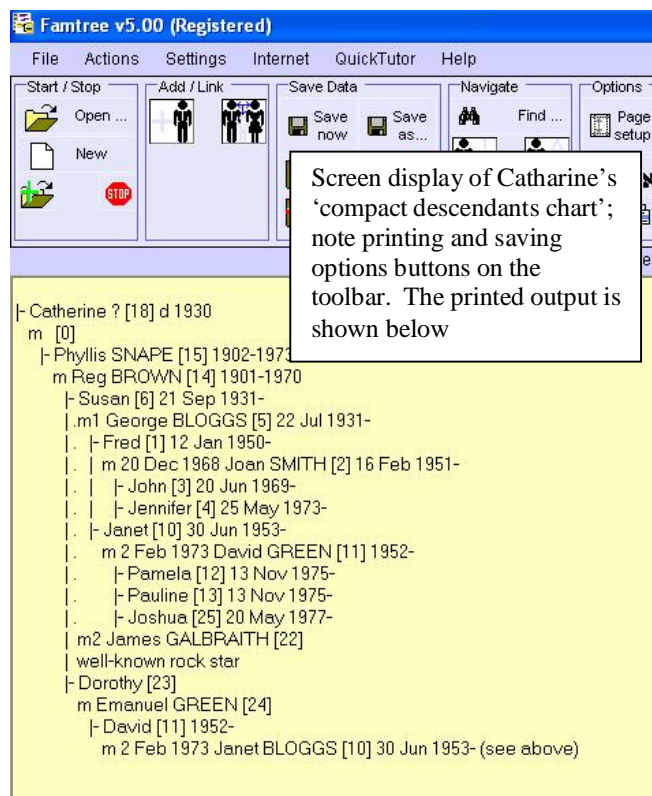 Famtree v5.00 (Registered)
File Actions Settings Internet QuickTutor Help
Start / Stop Add / Link Save Data Navigate Options
Open ... Save now Save as... Find ... Page setup
New
STOP
Screen display of Catharine’s
‘compact descendants chart’;
note printing and saving
options buttons on the
toolbar. The printed output is
shown below
|- Catherine ? [18] d 1930
m [0]
|- Phyllis SNAPE [15] 1902-1973
m Reg BROWN [14] 1901-1970
|- Susan [6] 21 Sep 1931-
| .m1 George BLOGGS [5] 22 Jul 1931-
| . |- Fred [1] 12 Jan 1950-
| . | m 20 Dec 1968 Joan SMITH [2] 16 Feb 1951-
| . | |- John [3] 20 Jun 1969-
| . | |- Jennifer [4] 25 May 1973-
| . |- Janet [10] 30 Jun 1953-
| . m 2 Feb 1973 David GREEN [11] 1952-
| . |- Pamela [12] 13 Nov 1975-
| . |- Pauline [13] 13 Nov 1975-
| . |- Joshua [25] 20 May 1977-
| m2 James GALBRAITH [22]
| well-known rock star
|- Dorothy [23]
m Emanuel GREEN [24]
|- David [11] 1952-
m 2 Feb 1973 Janet BLOGGS [10] 30 Jun 1953- (see above)